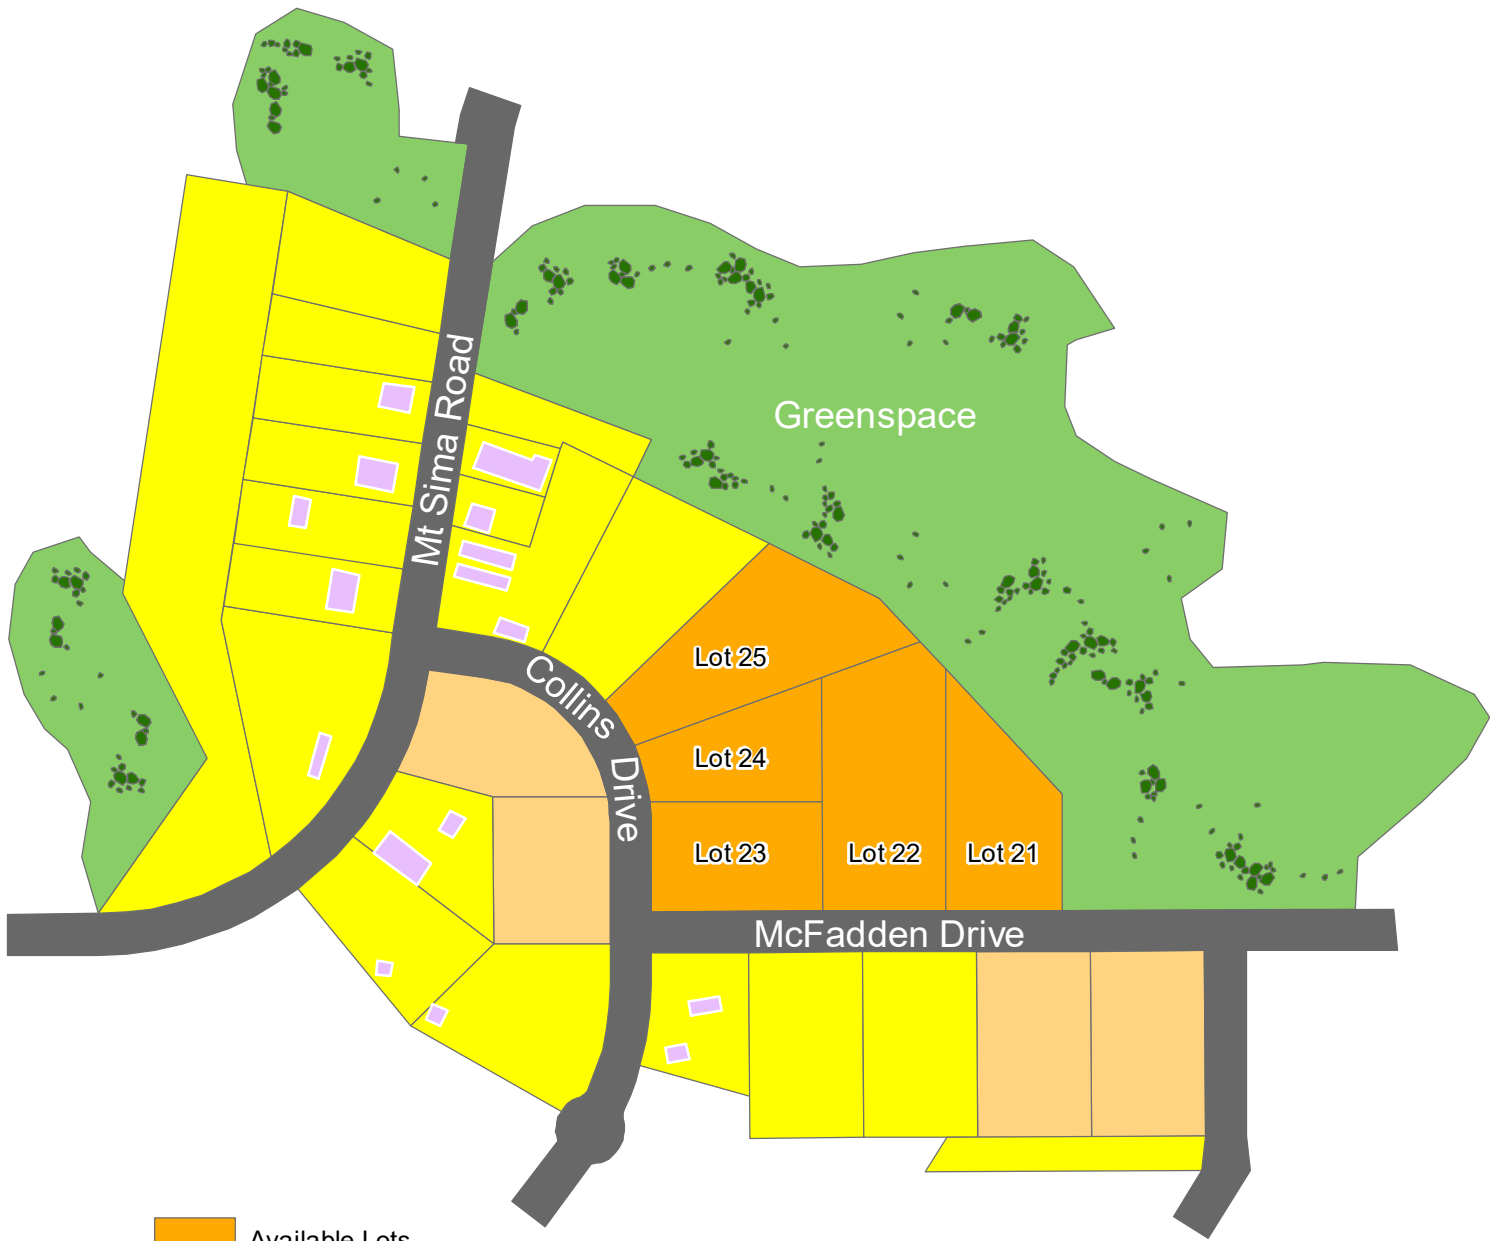 Greenspace
Mt Sima Road
Lot 25
Collins Drive
Lot 24
Lot 23
Lot 22
Lot 21
McFadden Drive
Available Lots